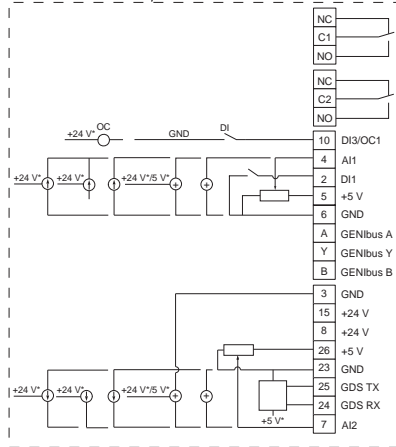 NC
C1
NO
NC
C2
NO
+24 V* OC GND DI 10 DI3/OC1
4 AI1
+24 V* +24 V* +24 V*/5 V* 2 DI1
5 +5 V
6 GND
A GENIbus A
Y GENIbus Y
B GENIbus B
3 GND
15 +24 V
8 +24 V
26 +5 V
23 GND
+24 V* +24 V* +24 V*/5 V* 25 GDS TX
24 GDS RX
+5 V* 7 AI2